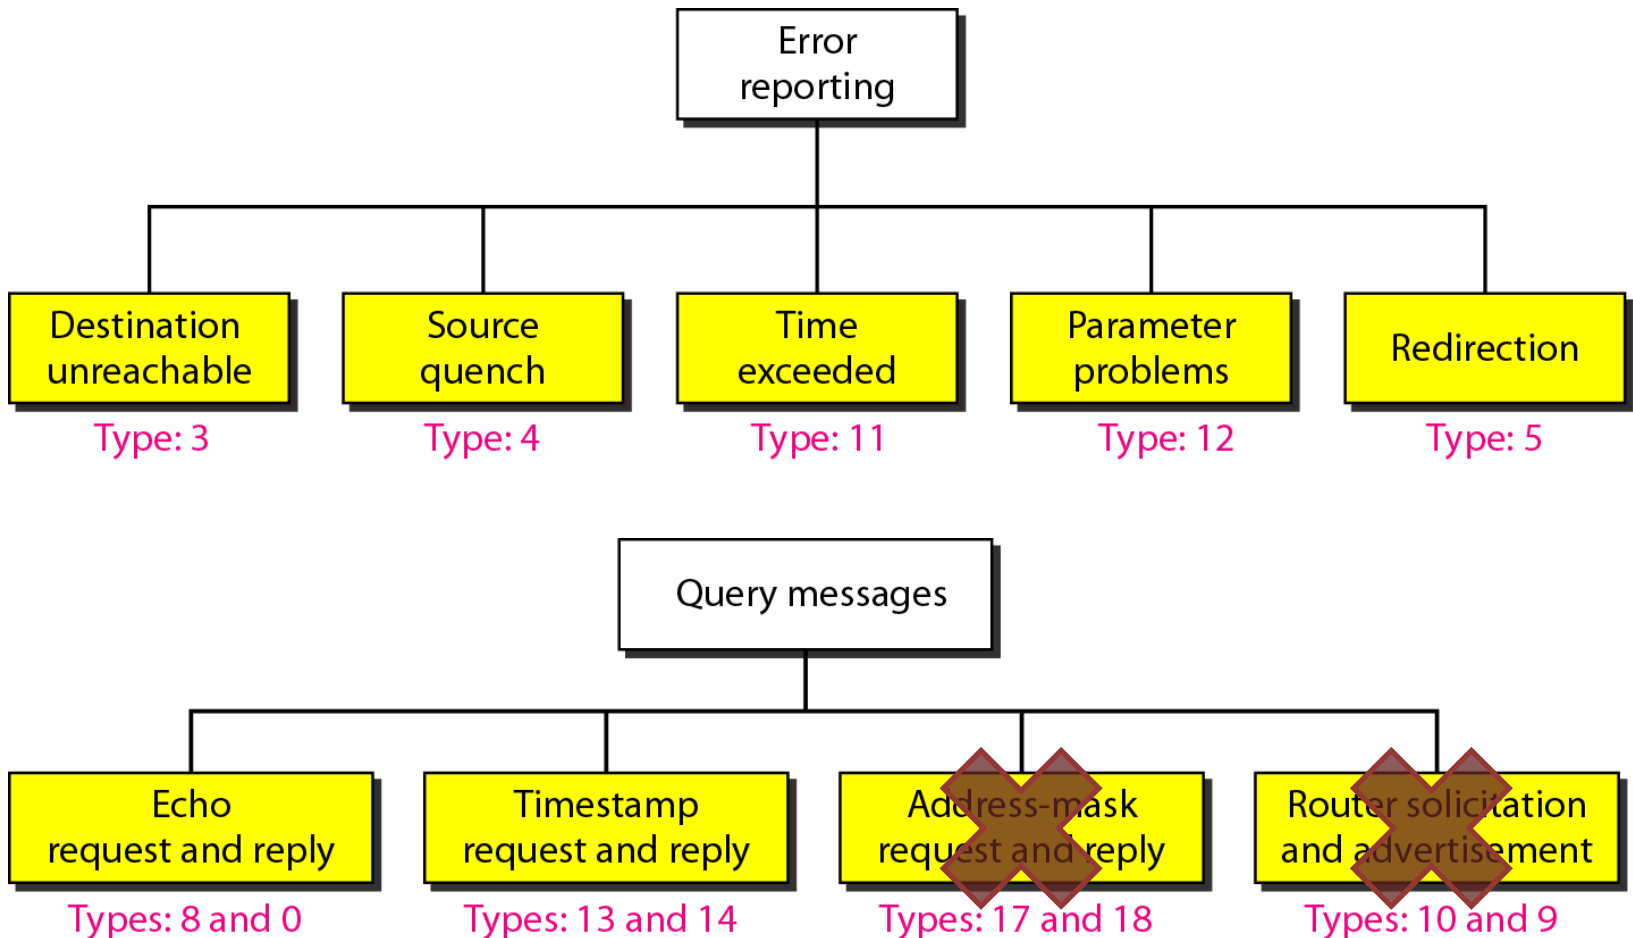 Error
reporting
Destination
unreachable
Source
quench
Time
exceeded
Parameter
problems
Redirection
Type: 3
Type: 4
Type: 11
Type: 12
Type: 5
Query messages
Echo
request and reply
Timestamp
request and reply
Address-mask
request and reply
Router solicitation
and advertisement
Types: 8 and 0
Types: 13 and 14
Types: 17 and 18
Types: 10 and 9